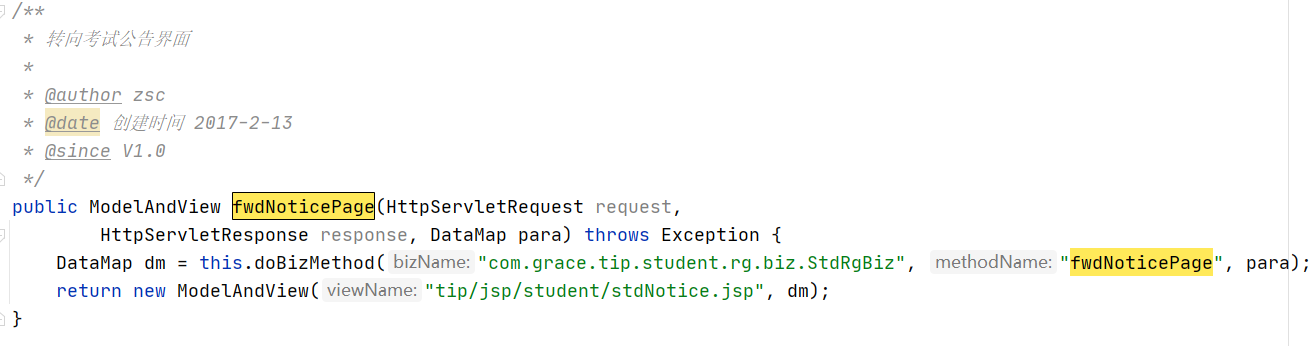 /**
 * 转向考试公告界面
 *
 * @author zsc
 * @date 创建时间 2017-2-13
 * @since V1.0
 */
public ModelAndView fwdNoticePage(HttpServletRequest request,
        HttpServletResponse response, DataMap para) throws Exception {
    DataMap dm = this.doBizMethod( bizName: "com.grace.tip.student.rg.biz.StdRgBiz", methodName: "fwdNoticePage", para);
    return new ModelAndView( viewName: "tip/jsp/student/stdNotice.jsp", dm);
}